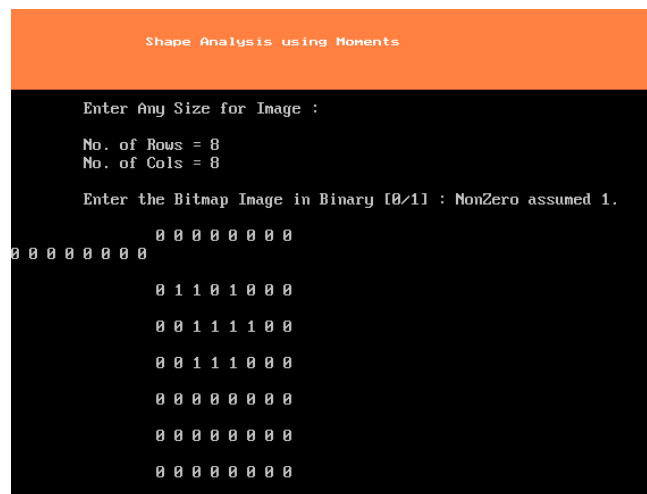 Shape Analysis using Moments
Enter Any Size for Image :
No. of Rows = 8
No. of Cols = 8
Enter the Bitmap Image in Binary [0/1] : NonZero assumed 1.
0 0 0 0 0 0 0 0
0 0 0 0 0 0 0 0
0 1 1 0 1 0 0 0
0 0 1 1 1 1 0 0
0 0 1 1 1 0 0 0
0 0 0 0 0 0 0 0
0 0 0 0 0 0 0 0
0 0 0 0 0 0 0 0